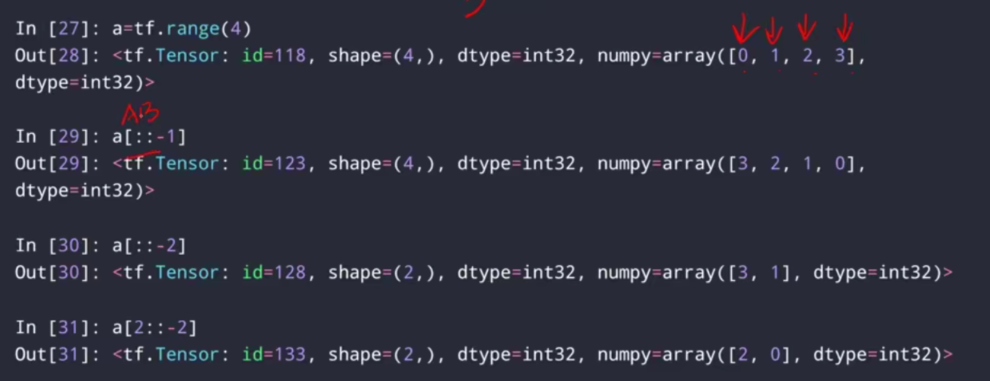 In [27]: a=tf.range(4)
Out[28]: <tf.Tensor: id=118, shape=(4,), dtype=int32, numpy=array([0, 1, 2, 3],
dtype=int32)>
AB
In [29]: a[::-1]
Out[29]: <tf.Tensor: id=123, shape=(4,), dtype=int32, numpy=array([3, 2, 1, 0],
dtype=int32)>
In [30]: a[::-2]
Out[30]: <tf.Tensor: id=128, shape=(2,), dtype=int32, numpy=array([3, 1], dtype=int32)>
In [31]: a[2::-2]
Out[31]: <tf.Tensor: id=133, shape=(2,), dtype=int32, numpy=array([2, 0], dtype=int32)>